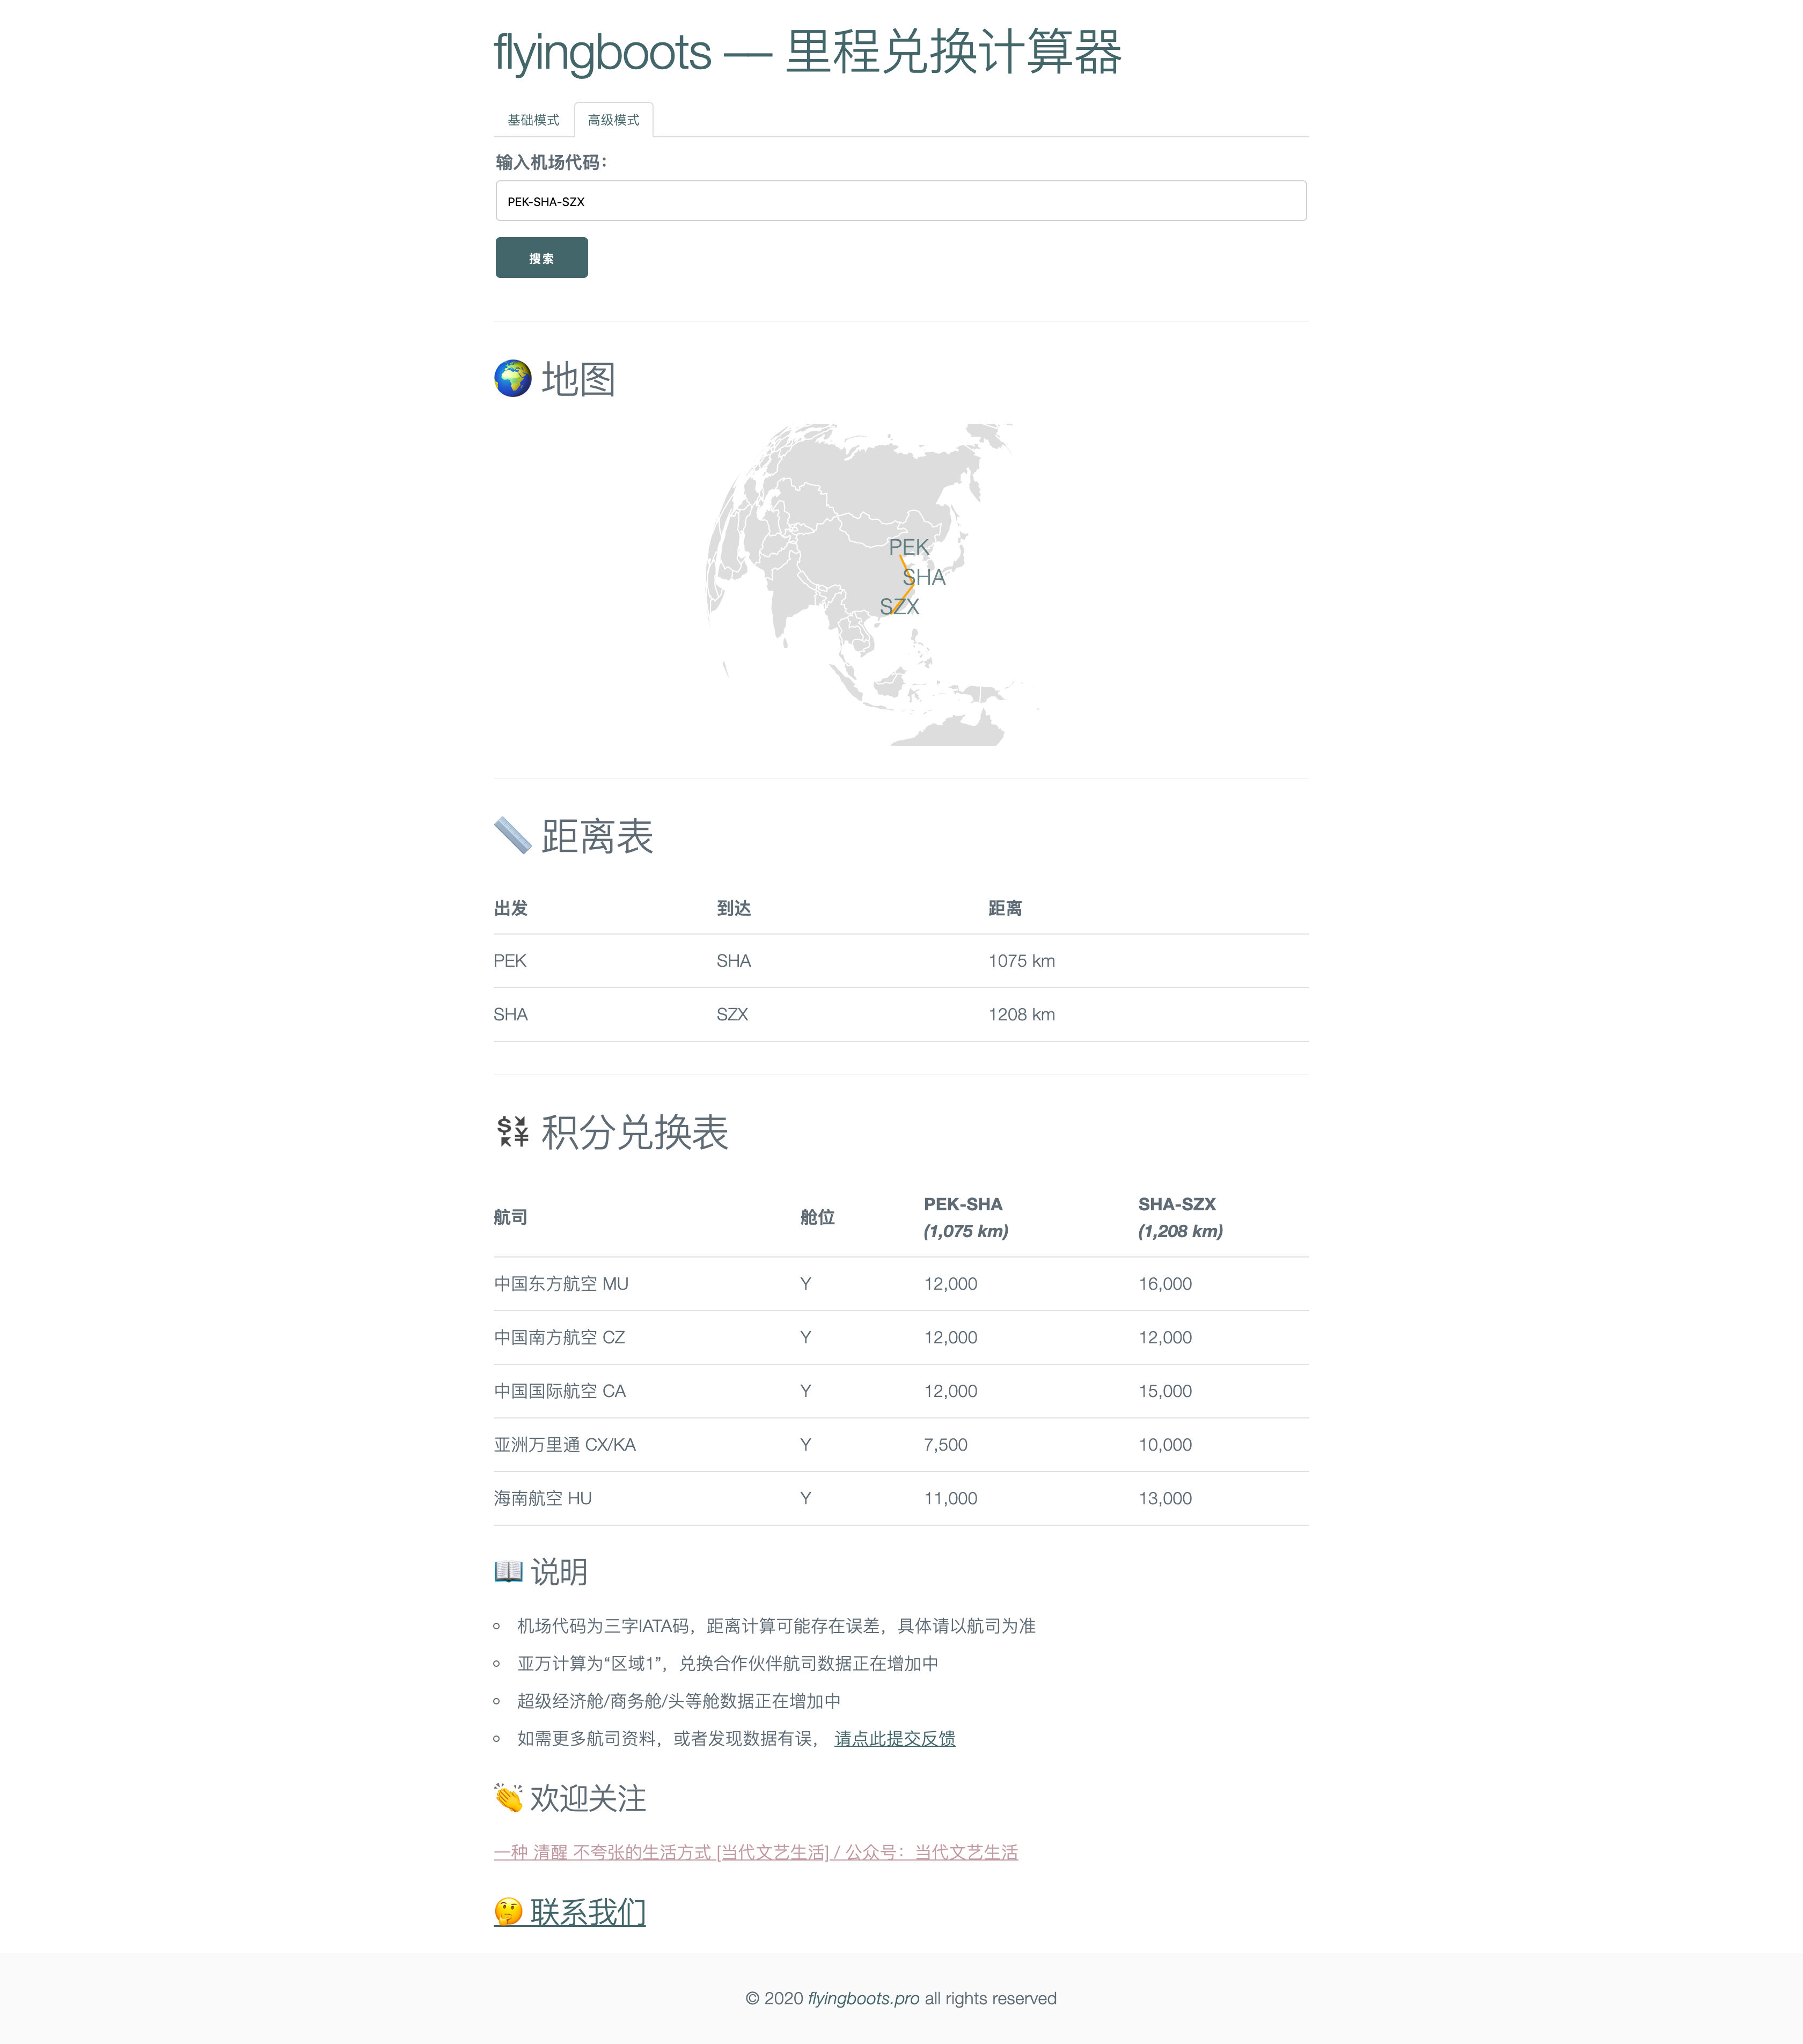 flyingboots — 里程兑换计算器
基础模式 高级模式
输入机场代码：
PEK-SHA-SZX
搜索
地图
PEK
SHA
SZX
距离表
出发 到达 距离
PEK SHA 1075 km
SHA SZX 1208 km
积分兑换表
航司 舱位 PEK-SHA (1,075 km) SHA-SZX (1,208 km)
中国东方航空 MU Y 12,000 16,000
中国南方航空 CZ Y 12,000 12,000
中国国际航空 CA Y 12,000 15,000
亚洲万里通 CX/KA Y 7,500 10,000
海南航空 HU Y 11,000 13,000
说明
机场代码为三字IATA码，距离计算可能存在误差，具体请以航司为准
亚万计算为“区域1”，兑换合作伙伴航司数据正在增加中
超级经济舱/商务舱/头等舱数据正在增加中
如需更多航司资料，或者发现数据有误， 请点此提交反馈
欢迎关注
一种 清醒 不夸张的生活方式 [当代文艺生活] / 公众号：当代文艺生活
联系我们
© 2020 flyingboots.pro all rights reserved